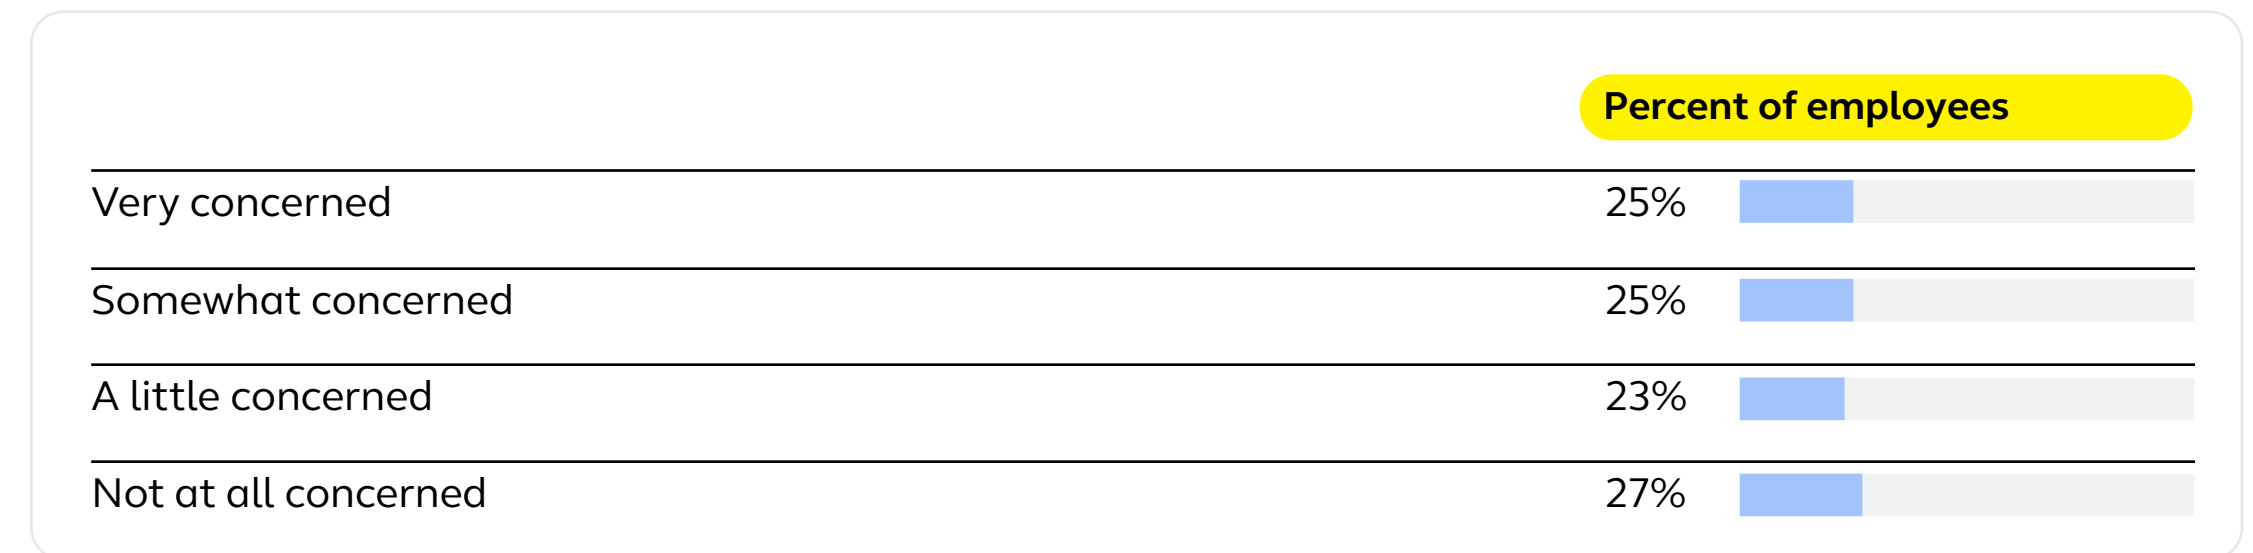 Percent of employees
Very concerned 25%
Somewhat concerned 25%
A little concerned 23%
Not at all concerned 27%